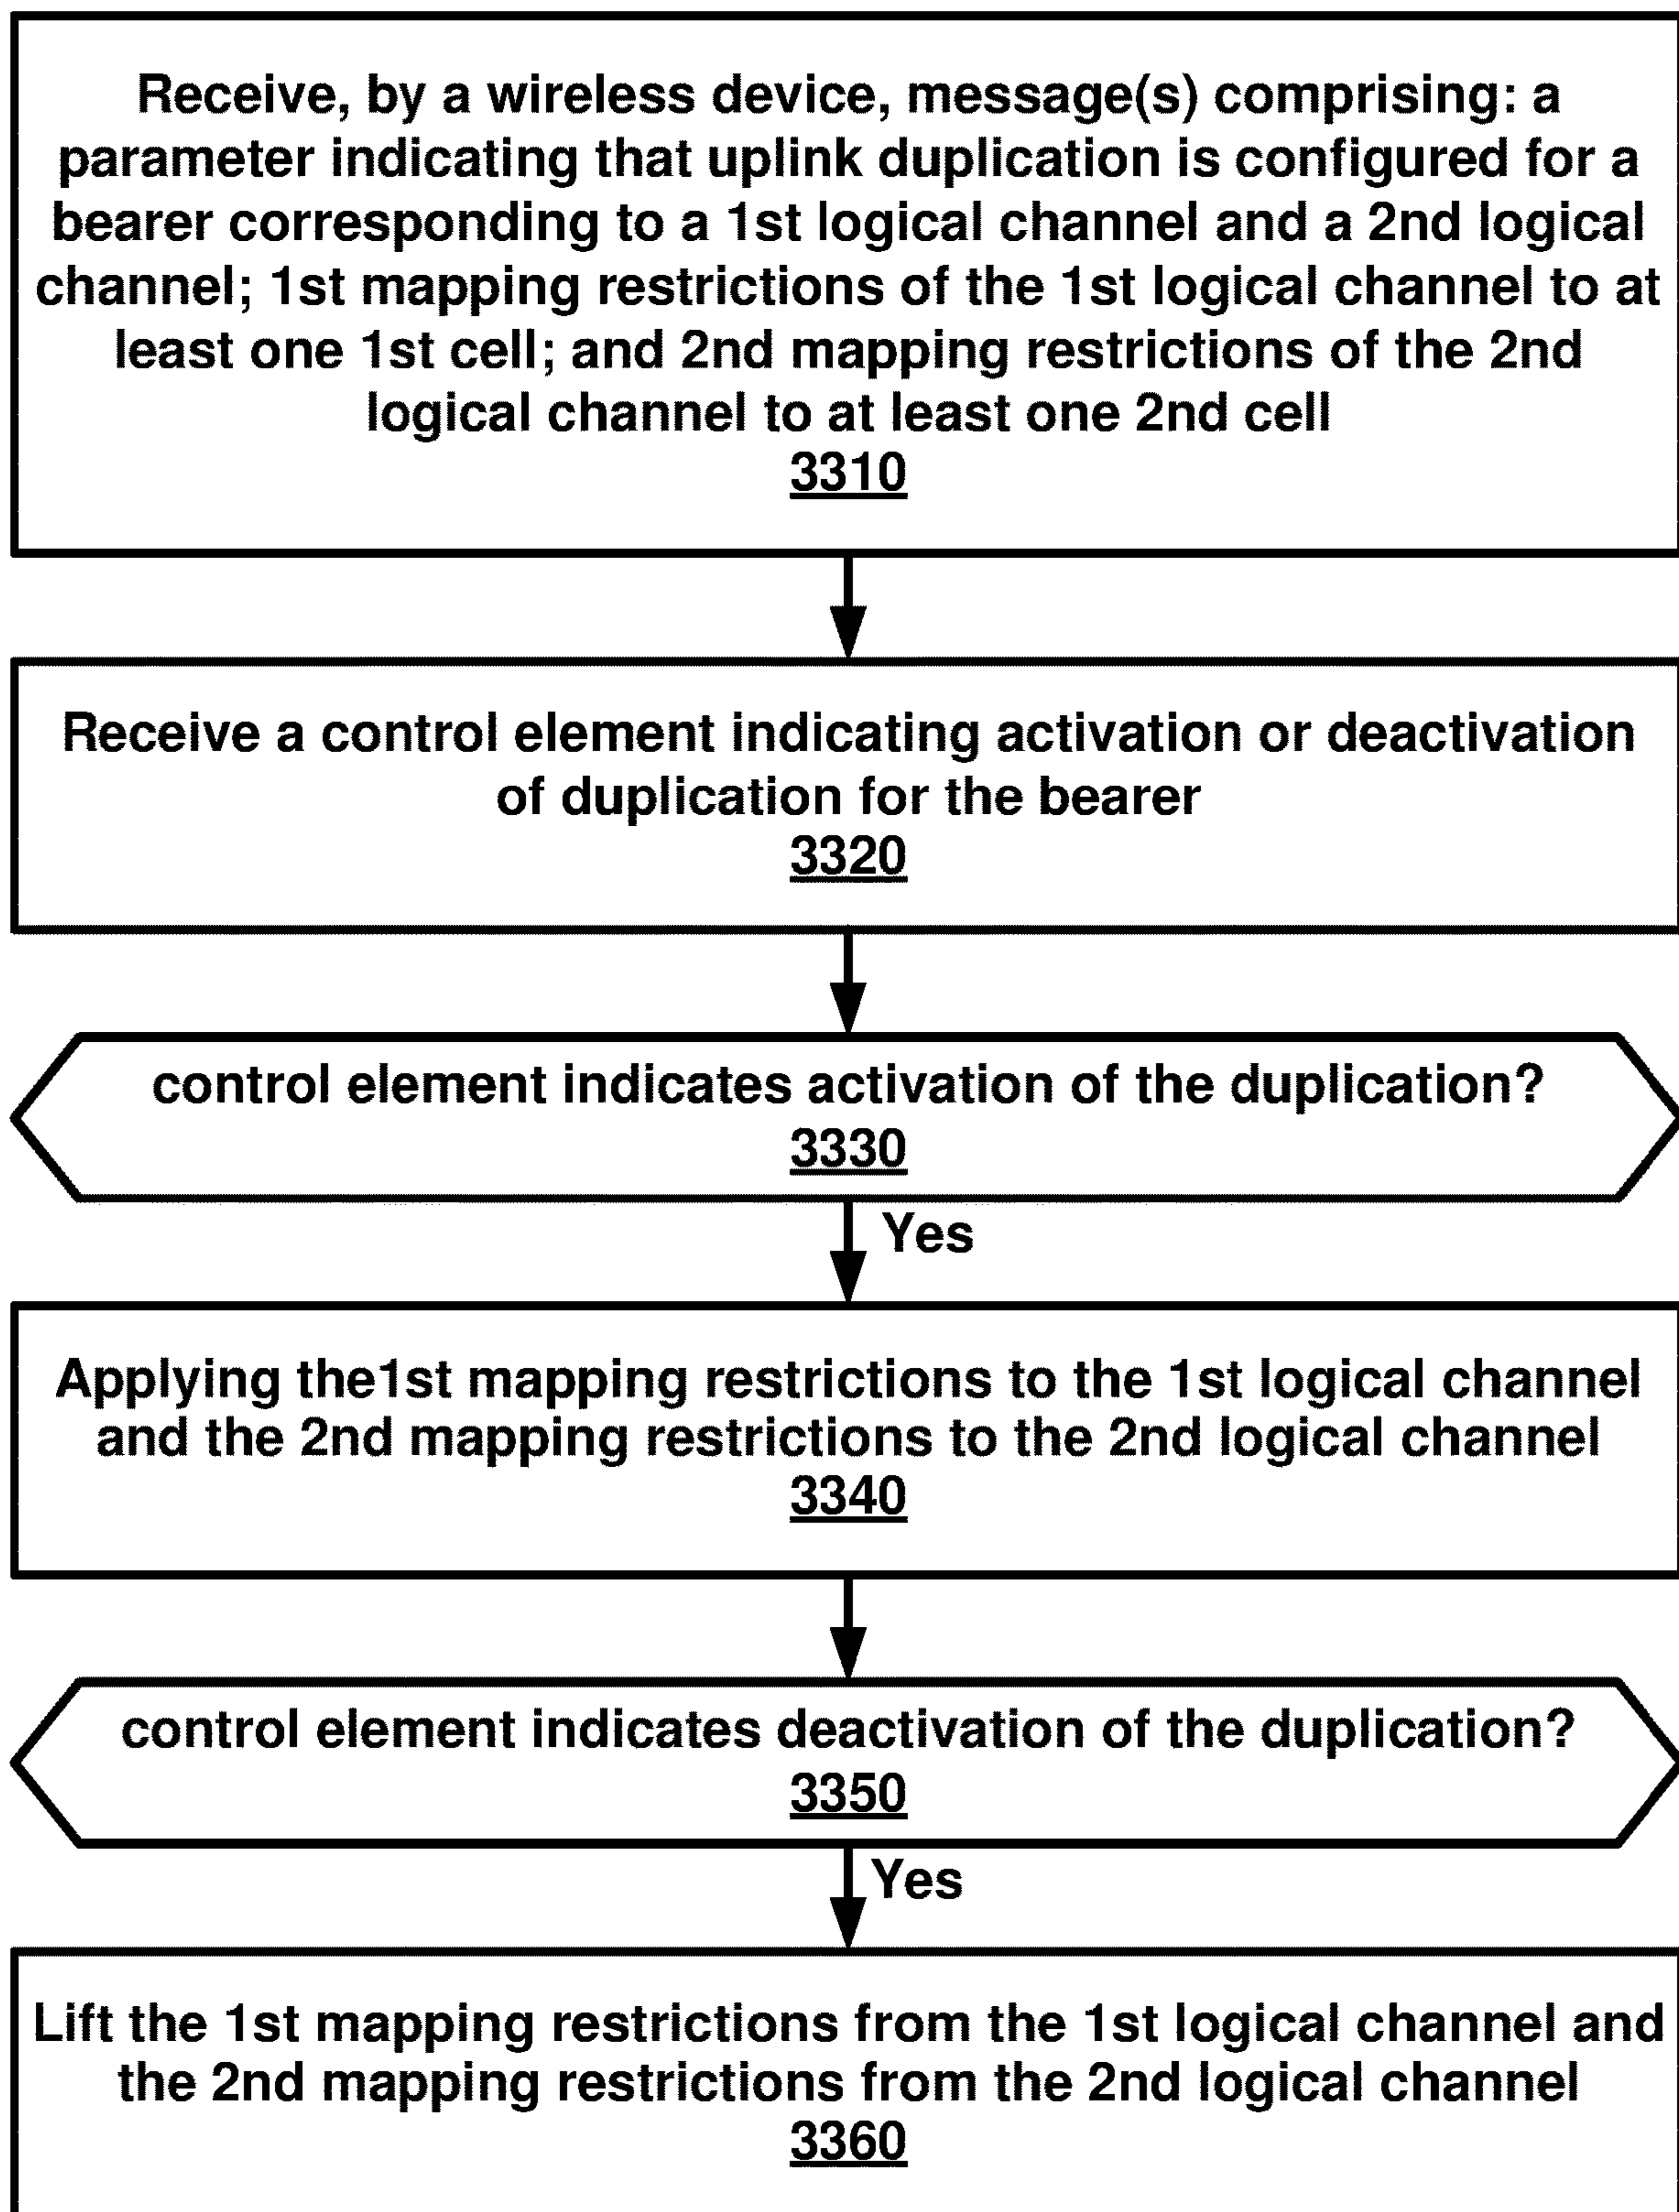 Receive, by a wireless device, message(s) comprising: a
parameter indicating that uplink duplication is configured for a
bearer corresponding to a 1st logical channel and a 2nd logical
channel; 1st mapping restrictions of the 1st logical channel to at
least one 1st cell; and 2nd mapping restrictions of the 2nd
logical channel to at least one 2nd cell
3310
Receive a control element indicating activation or deactivation
of duplication for the bearer
3320
control element indicates activation of the duplication?
3330
Yes
Applying the1st mapping restrictions to the 1st logical channel
and the 2nd mapping restrictions to the 2nd logical channel
3340
control element indicates deactivation of the duplication?
3350
Yes
Lift the 1st mapping restrictions from the 1st logical channel and
the 2nd mapping restrictions from the 2nd logical channel
3360